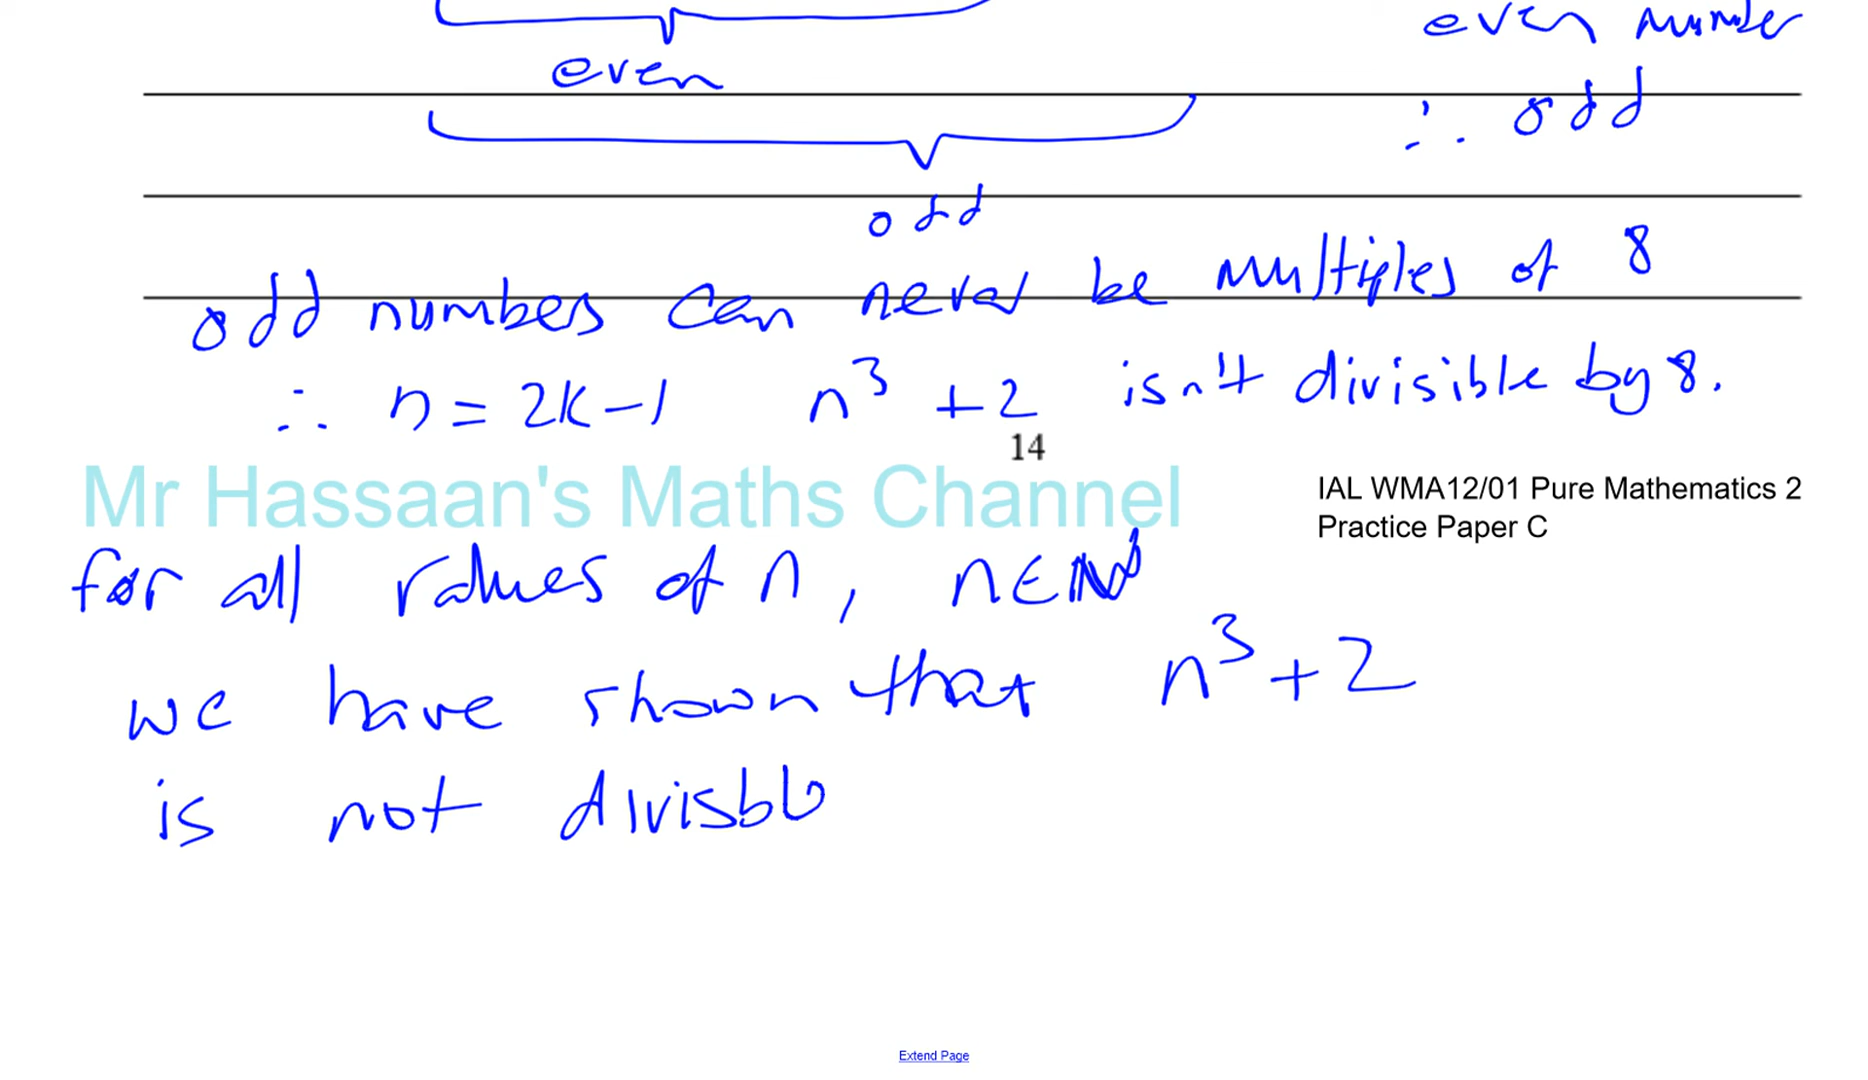 even number
even
∴ odd
odd
odd numbers can never be multiples of 8
∴ n = 2k-1 n³ +2 isn't divisible by 8.
14
Mr Hassaan's Maths Channel
IAL WMA12/01 Pure Mathematics 2
Practice Paper C
for all values of n, n∈ℕ
we have shown that n³+2
is not divisbl
Extend Page